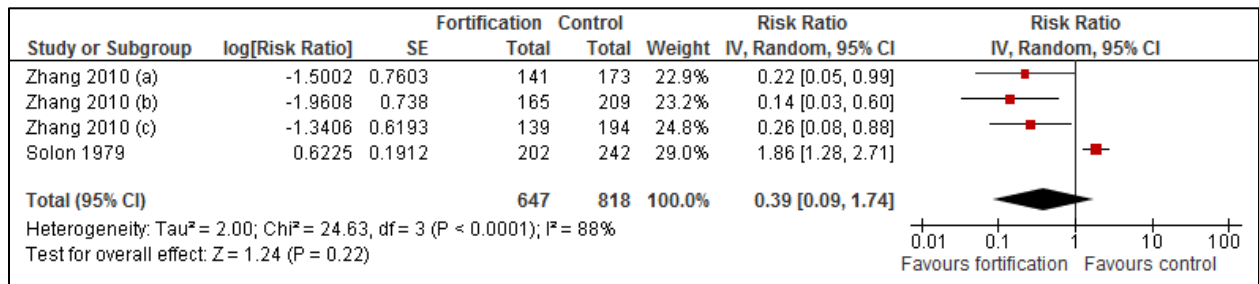 Fortification Control Risk Ratio Risk Ratio
Study or Subgroup log[Risk Ratio] SE Total Total Weight IV, Random, 95% CI IV, Random, 95% CI
Zhang 2010 (a) -1.5002 0.7603 141 173 22.9% 0.22 [0.05, 0.99]
Zhang 2010 (b) -1.9608 0.738 165 209 23.2% 0.14 [0.03, 0.60]
Zhang 2010 (c) -1.3406 0.6193 139 194 24.8% 0.26 [0.08, 0.88]
Solon 1979 0.6225 0.1912 202 242 29.0% 1.86 [1.28, 2.71]
Total (95% CI) 647 818 100.0% 0.39 [0.09, 1.74]
Heterogeneity: Tau² = 2.00; Chi² = 24.63, df = 3 (P < 0.0001); I² = 88%
Test for overall effect: Z = 1.24 (P = 0.22)
0.01 0.1 1 10 100
Favours fortification Favours control